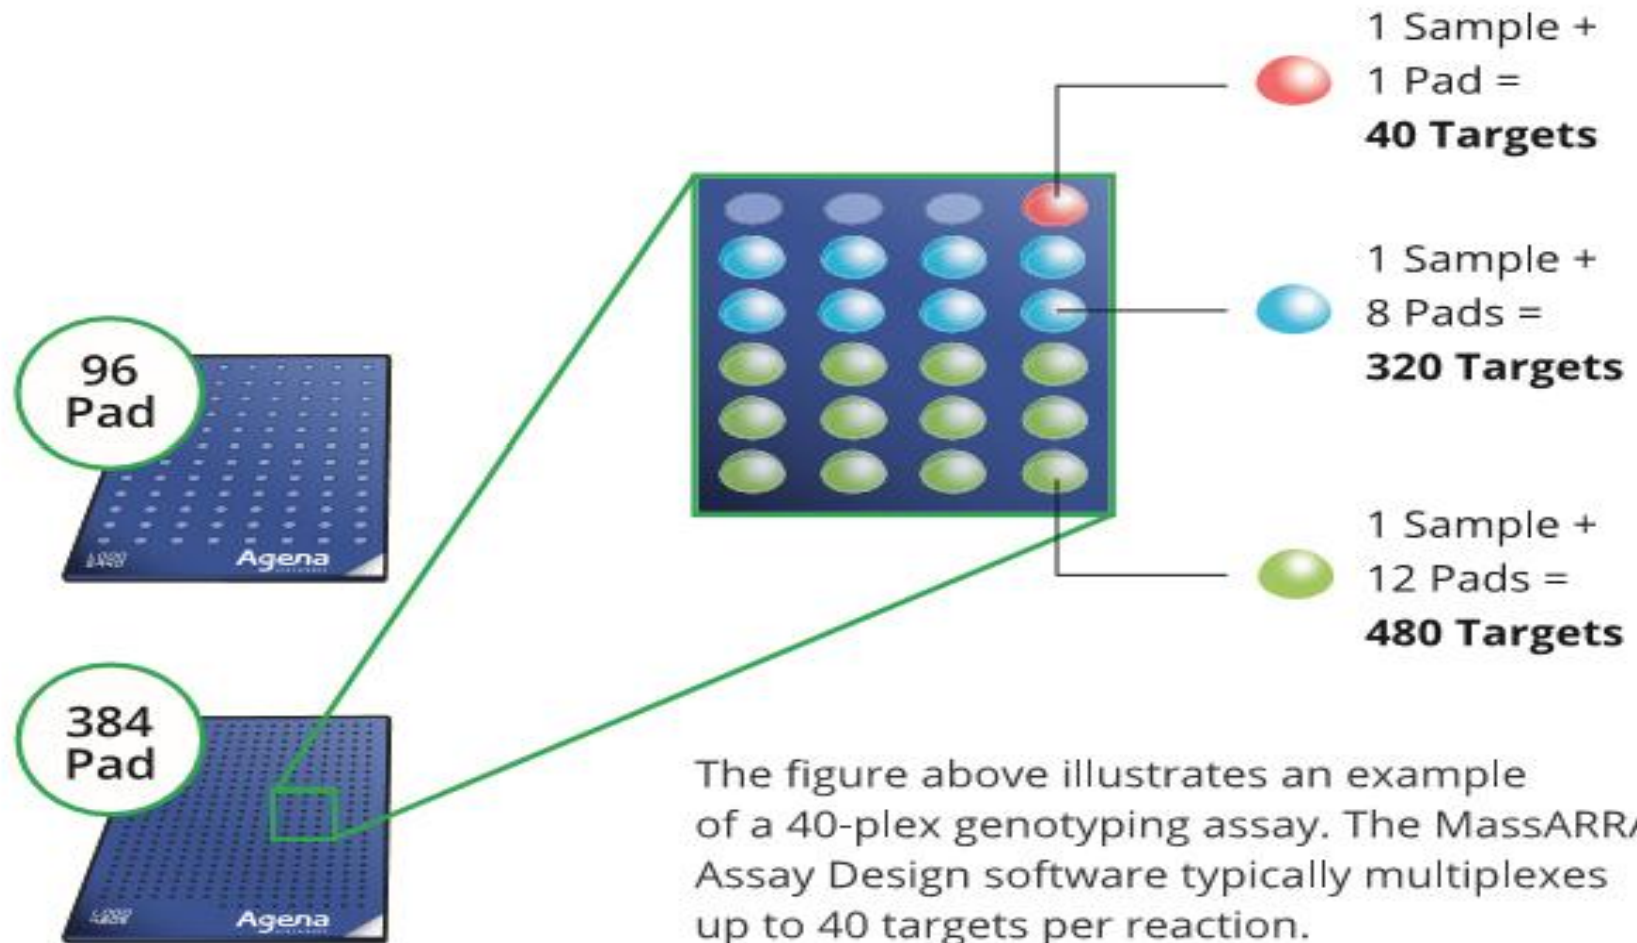 1 Sample +
1 Pad =
40 Targets
1 Sample +
8 Pads =
320 Targets
96
Pad
Agena
1 Sample +
12 Pads =
480 Targets
384
Pad
Agena
The figure above illustrates an example
of a 40-plex genotyping assay. The MassARRA
Assay Design software typically multiplexes
up to 40 targets per reaction.